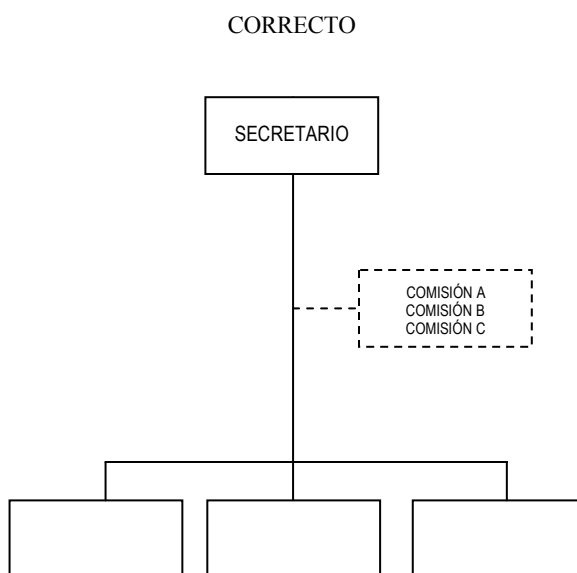 CORRECTO
SECRETARIO
COMISIÓN A
COMISIÓN B
COMISIÓN C